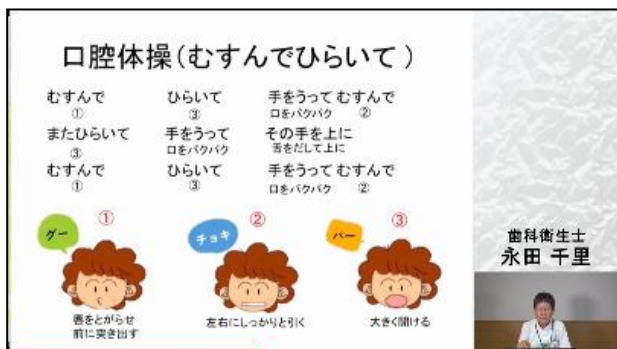 口腔体操(むすんでひらいて )
むすんで ひらいて 手をうって むすんで
① ③ 口をパクパク ②
またひらいて 手をうって その手を上に
③ 口をパクパク 舌をだして上に
むすんで ひらいて 手をうって むすんで
① ③ 口をパクパク ②
① ② ③
グー チョキ パー
唇をとがらせ
前に突き出す
左右にしっかりと引く
大きく開ける
歯科衛生士
永田 千里